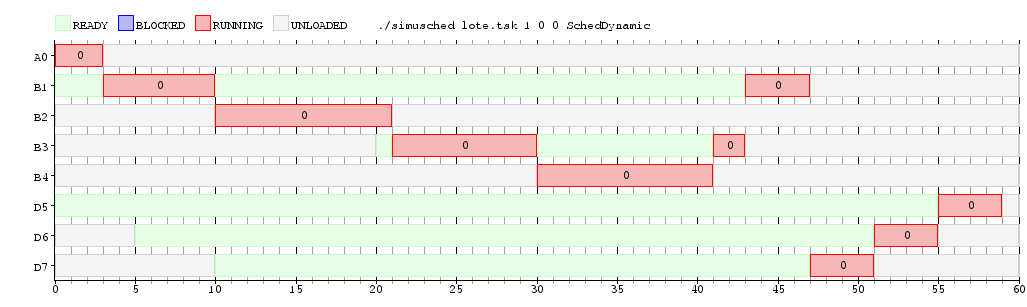 READY BLOCKED RUNNING UNLOADED ./simusched lote.tsk 1 0 0 SchedDynamic
A0 0
B1 0 0
B2 0
B3 0 0
B4 0
D5 0
D6 0
D7 0
0 5 10 15 20 25 30 35 40 45 50 55 60